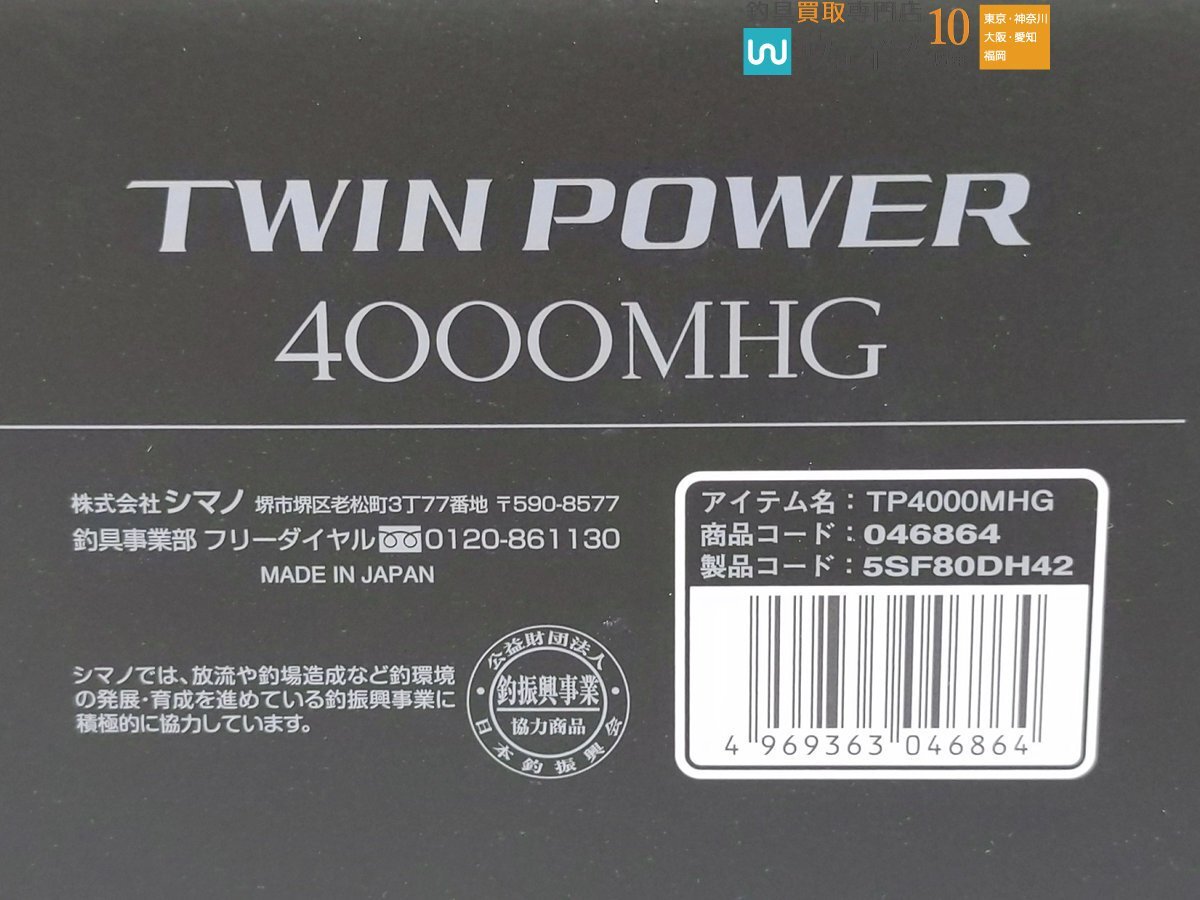 釣具買取専門店
10
東京・神奈川
大阪・愛知
福岡
TWIN POWER
4000MHG
株式会社シマノ 堺市堺区老松町3丁77番地 〒590-8577
釣具事業部 フリーダイヤル 0120-861130
MADE IN JAPAN
シマノでは、放流や釣場造成など釣環境
の発展・育成を進めている釣振興事業に
積極的に協力しています。
公益財団法人
釣振興事業
協力商品
日本釣振興会
アイテム名：TP4000MHG
商品コード：046864
製品コード：5SF80DH42
4 969363 046864